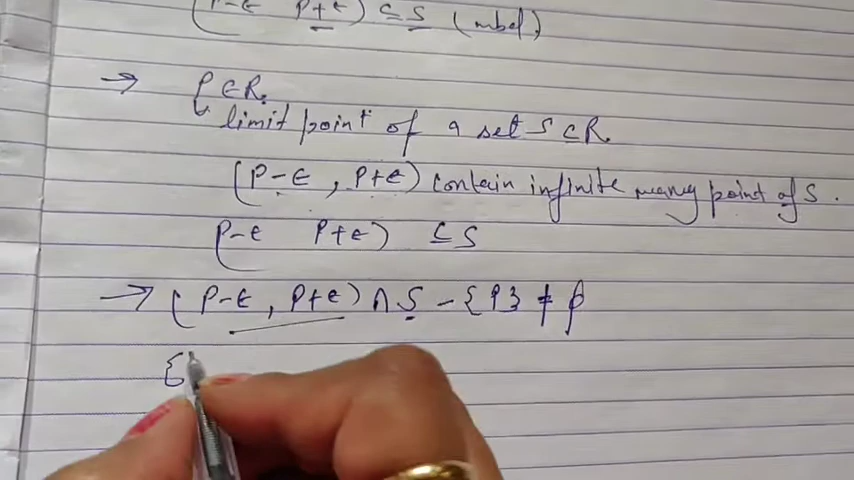 (P-ϵ P+ϵ) ⊆ S (nbd),
→ P ∈ R.
limit point of a set S ⊆ R.
(P-ϵ, P+ϵ) contain infinite many point of S.
(P-ϵ P+ϵ) ⊆ S
→ (P-ϵ, P+ϵ) ∩ S - {P} ≠ ϕ
{